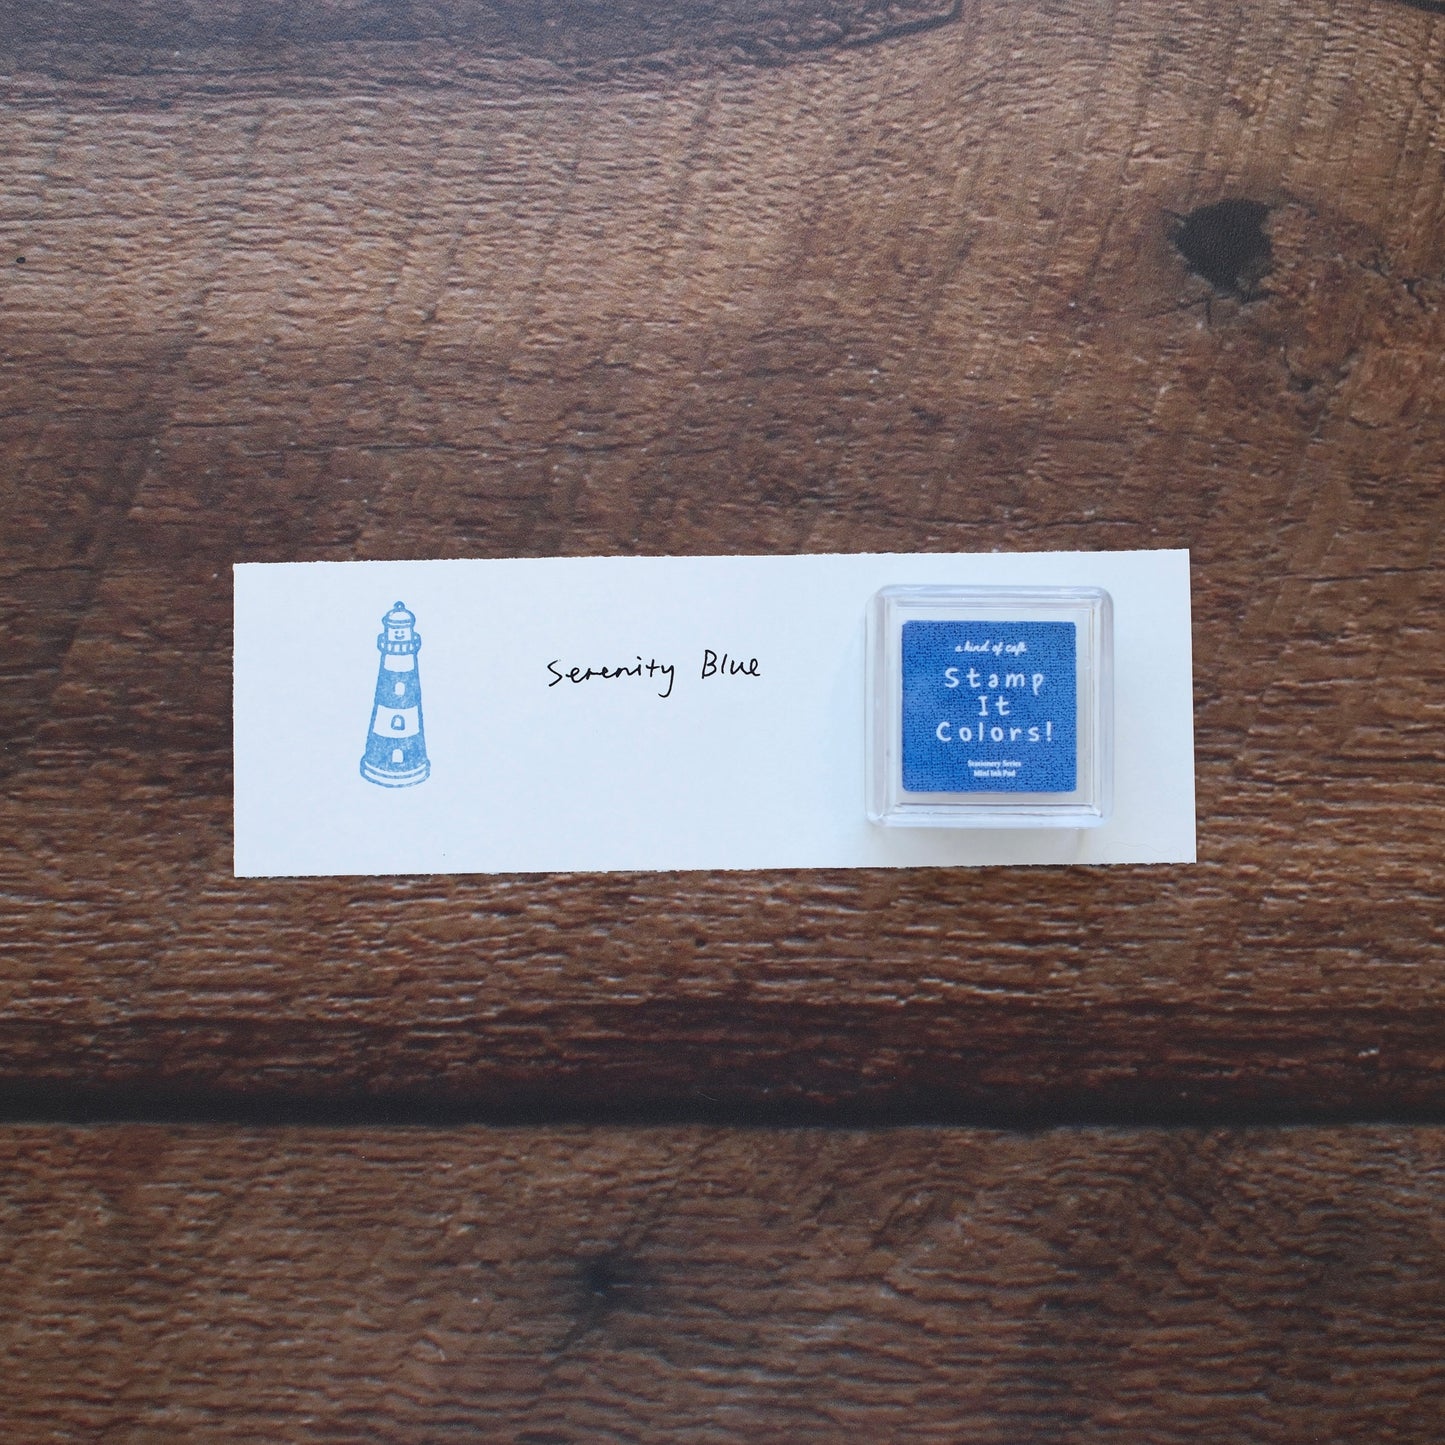 Serenity Blue
a kind of café
Stamp
It
Colors!
Stationery Series
Mini Ink Pad